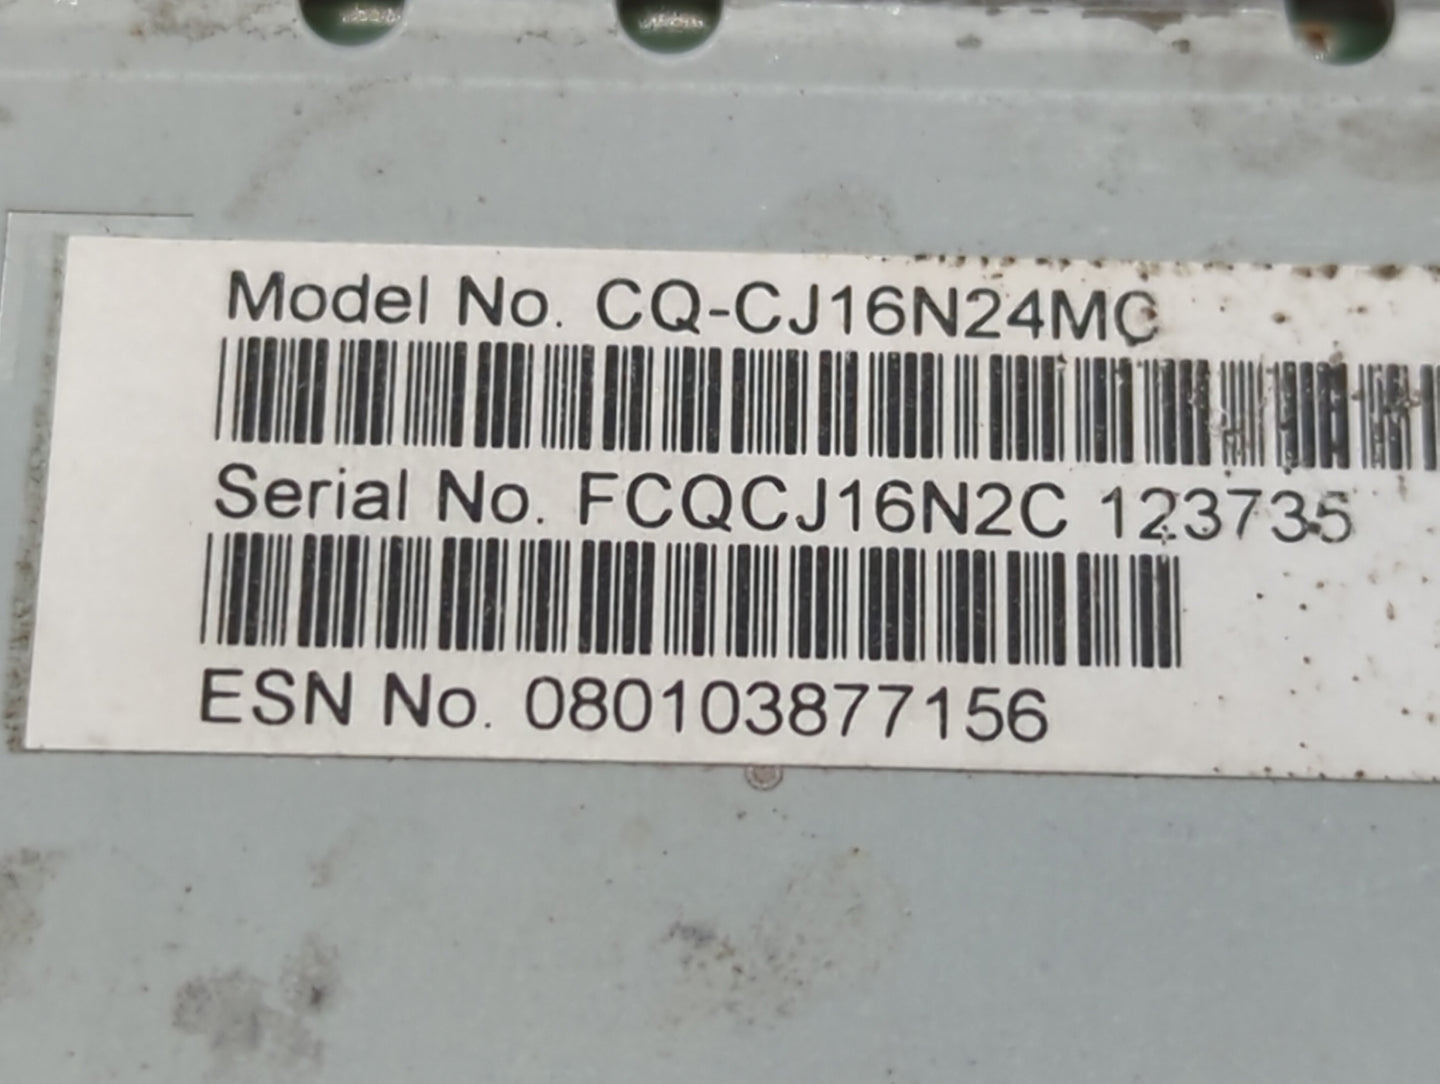 Model No. CQ-CJ16N24MC
Serial No. FCQCJ16N2C 123735
ESN No. 080103877156